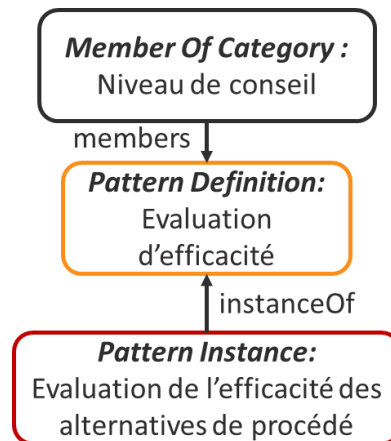 Member Of Category :
Niveau de conseil
members
Pattern Definition:
Evaluation
d’efficacité
instanceOf
Pattern Instance:
Evaluation de l’efficacité des
alternatives de procédé